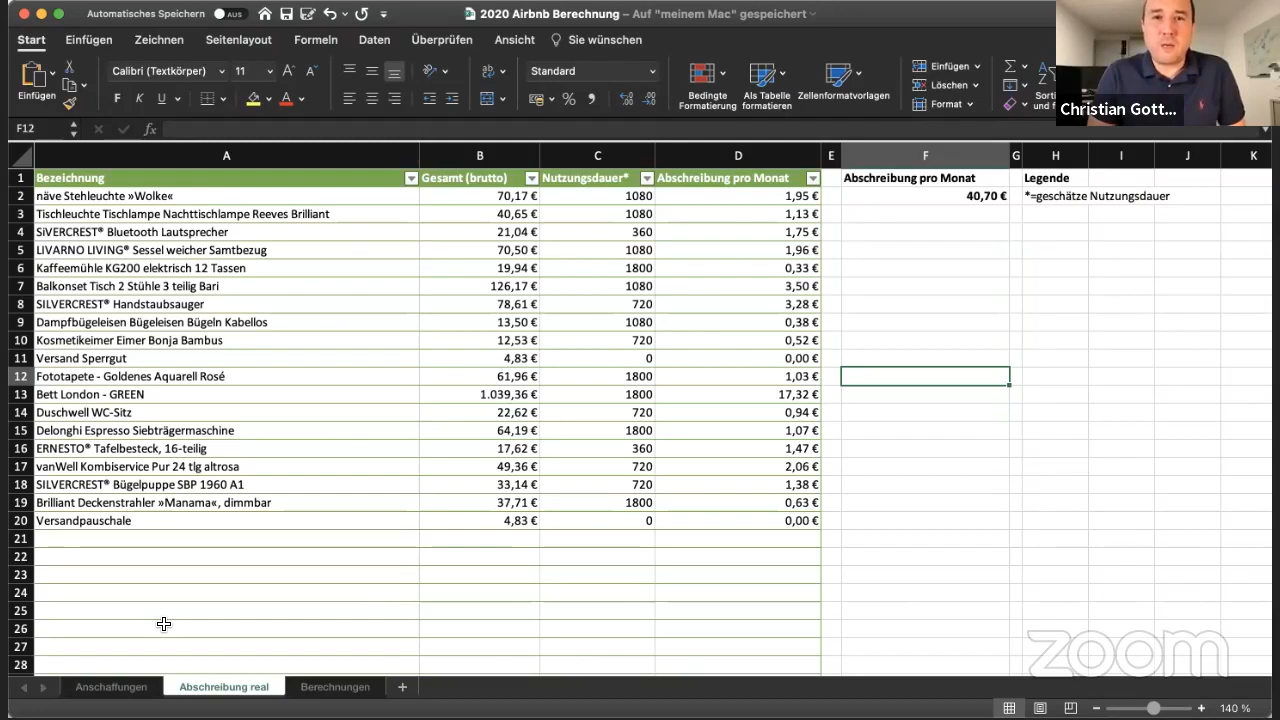 Automatisches Speichern AUS
2020 Airbnb Berechnung – Auf "meinem Mac" gespeichert
Start Einfügen Zeichnen Seitenlayout Formeln Daten Überprüfen Ansicht Sie wünschen
Einfügen
Calibri (Textkörper) 11
F K U
Standard
Bedingte Formatierung
Als Tabelle formatieren
Zellenformatvorlagen
Einfügen
Löschen
Format
Christian Gott...
F12 fx
A B C D E F G H I J K
1 Bezeichnung Gesamt (brutto) Nutzungsdauer* Abschreibung pro Monat Abschreibung pro Monat Legende
2 näve Stehleuchte »Wolke« 70,17 € 1080 1,95 € 40,70 € *=geschätze Nutzungsdauer
3 Tischleuchte Tischlampe Nachttischlampe Reeves Brilliant 40,65 € 1080 1,13 €
4 SiVERCREST® Bluetooth Lautsprecher 21,04 € 360 1,75 €
5 LIVARNO LIVING® Sessel weicher Samtbezug 70,50 € 1080 1,96 €
6 Kaffeemühle KG200 elektrisch 12 Tassen 19,94 € 1800 0,33 €
7 Balkonset Tisch 2 Stühle 3 teilig Bari 126,17 € 1080 3,50 €
8 SILVERCREST® Handstaubsauger 78,61 € 720 3,28 €
9 Dampfbügeleisen Bügeleisen Bügeln Kabellos 13,50 € 1080 0,38 €
10 Kosmetikeimer Eimer Bonja Bambus 12,53 € 720 0,52 €
11 Versand Sperrgut 4,83 € 0 0,00 €
12 Fototapete - Goldenes Aquarell Rosé 61,96 € 1800 1,03 €
13 Bett London - GREEN 1.039,36 € 1800 17,32 €
14 Duschwell WC-Sitz 22,62 € 720 0,94 €
15 Delonghi Espresso Siebträgermaschine 64,19 € 1800 1,07 €
16 ERNESTO® Tafelbesteck, 16-teilig 17,62 € 360 1,47 €
17 vanWell Kombiservice Pur 24 tlg altrosa 49,36 € 720 2,06 €
18 SILVERCREST® Bügelpuppe SBP 1960 A1 33,14 € 720 1,38 €
19 Brilliant Deckenstrahler »Manama«, dimmbar 37,71 € 1800 0,63 €
20 Versandpauschale 4,83 € 0 0,00 €
21
22
23
24
25
26
27
28
zoom
Anschaffungen Abschreibung real Berechnungen
140 %